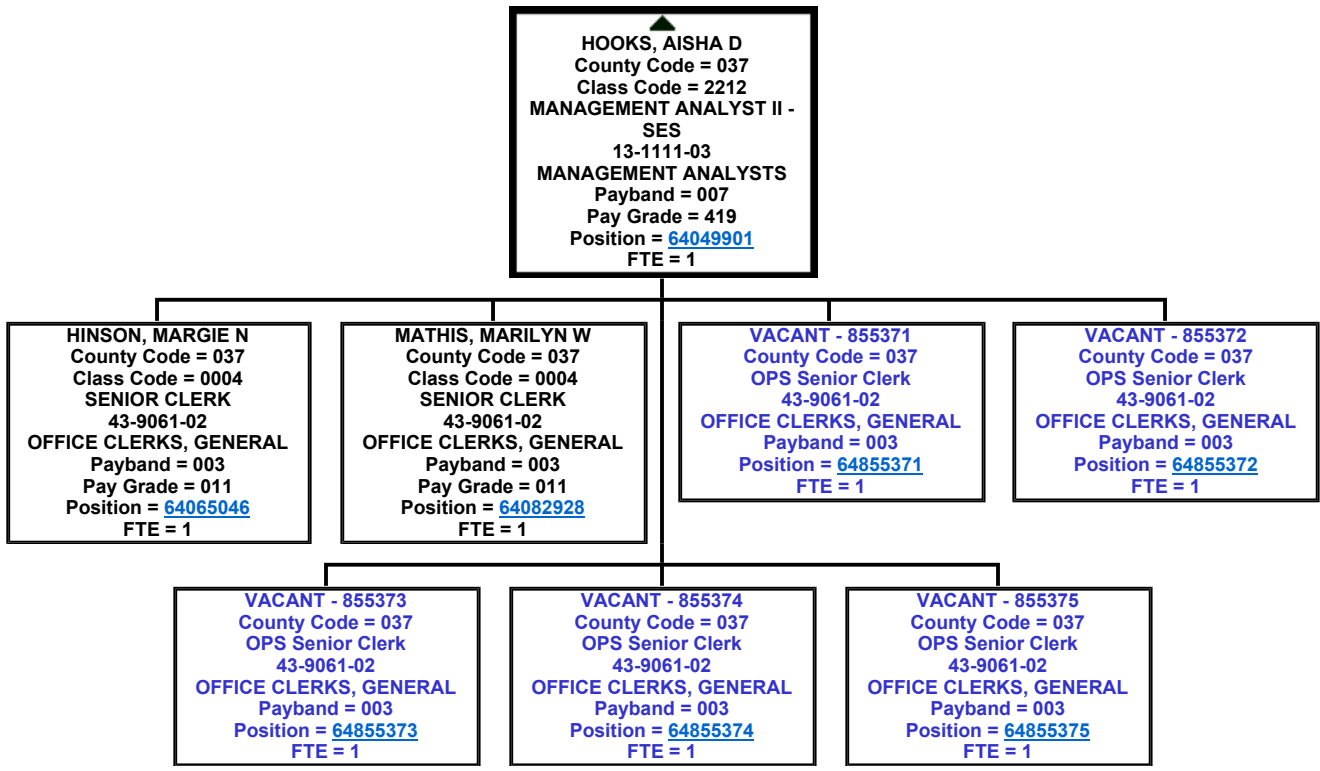 HOOKS, AISHA D
County Code = 037
Class Code = 2212
MANAGEMENT ANALYST II -
SES
13-1111-03
MANAGEMENT ANALYSTS
Payband = 007
Pay Grade = 419
Position = 64049901
FTE = 1
HINSON, MARGIE N
County Code = 037
Class Code = 0004
SENIOR CLERK
43-9061-02
OFFICE CLERKS, GENERAL
Payband = 003
Pay Grade = 011
Position = 64065046
FTE = 1
MATHIS, MARILYN W
County Code = 037
Class Code = 0004
SENIOR CLERK
43-9061-02
OFFICE CLERKS, GENERAL
Payband = 003
Pay Grade = 011
Position = 64082928
FTE = 1
VACANT - 855371
County Code = 037
OPS Senior Clerk
43-9061-02
OFFICE CLERKS, GENERAL
Payband = 003
Position = 64855371
FTE = 1
VACANT - 855372
County Code = 037
OPS Senior Clerk
43-9061-02
OFFICE CLERKS, GENERAL
Payband = 003
Position = 64855372
FTE = 1
VACANT - 855373
County Code = 037
OPS Senior Clerk
43-9061-02
OFFICE CLERKS, GENERAL
Payband = 003
Position = 64855373
FTE = 1
VACANT - 855374
County Code = 037
OPS Senior Clerk
43-9061-02
OFFICE CLERKS, GENERAL
Payband = 003
Position = 64855374
FTE = 1
VACANT - 855375
County Code = 037
OPS Senior Clerk
43-9061-02
OFFICE CLERKS, GENERAL
Payband = 003
Position = 64855375
FTE = 1